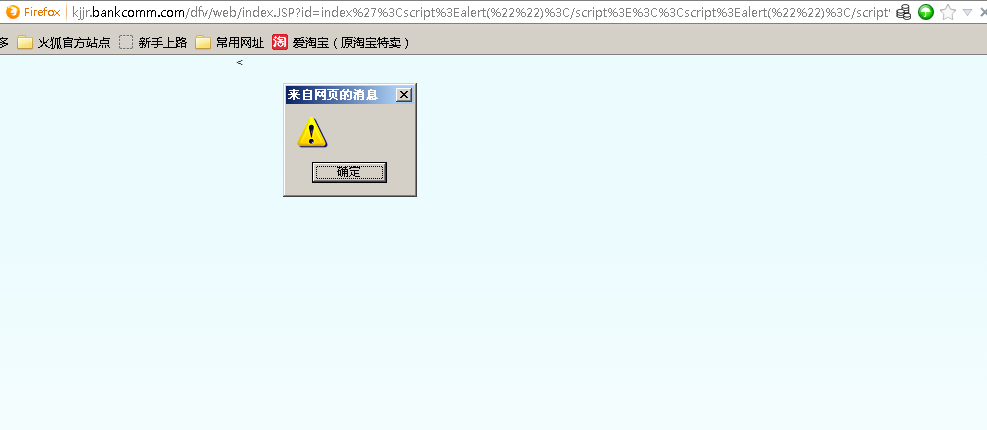 Firefox kjjr.bankcomm.com/dfv/web/index.JSP?id=index%27%3Cscript%3Ealert(%22%22)%3C/script%3E%3C%3Cscript%3Ealert(%22%22)%3C/script'
多 火狐官方站点 新手上路 常用网址 淘 爱淘宝（原淘宝特卖）
<
来自网页的消息
确定